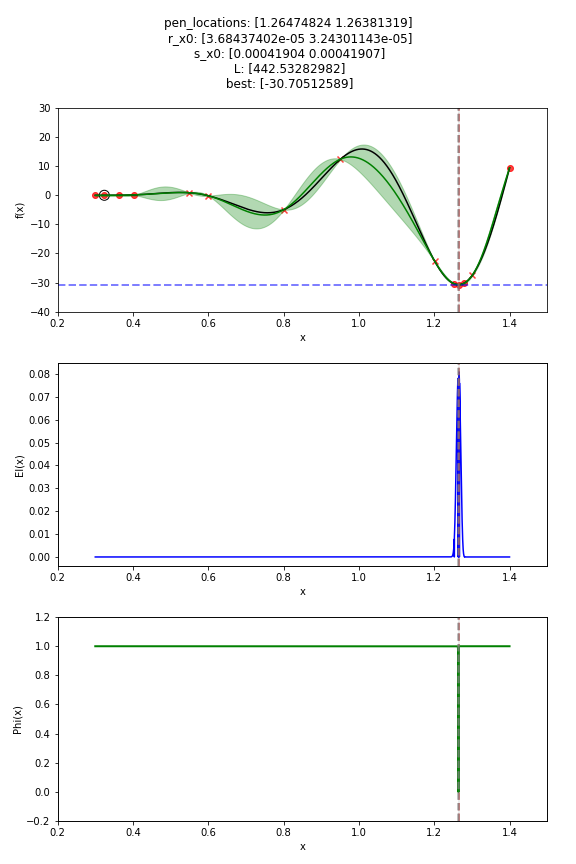 pen_locations: [1.26474824 1.26381319]
r_x0: [3.68437402e-05 3.24301143e-05]
s_x0: [0.00041904 0.00041907]
L: [442.53282982]
best: [-30.70512589]
30
20
10
0
−10
−20
−30
−40
f(x)
0.2 0.4 0.6 0.8 1.0 1.2 1.4
x
0.08
0.07
0.06
0.05
0.04
0.03
0.02
0.01
0.00
EI(x)
0.2 0.4 0.6 0.8 1.0 1.2 1.4
x
1.2
1.0
0.8
0.6
0.4
0.2
0.0
−0.2
Phi(x)
0.2 0.4 0.6 0.8 1.0 1.2 1.4
x